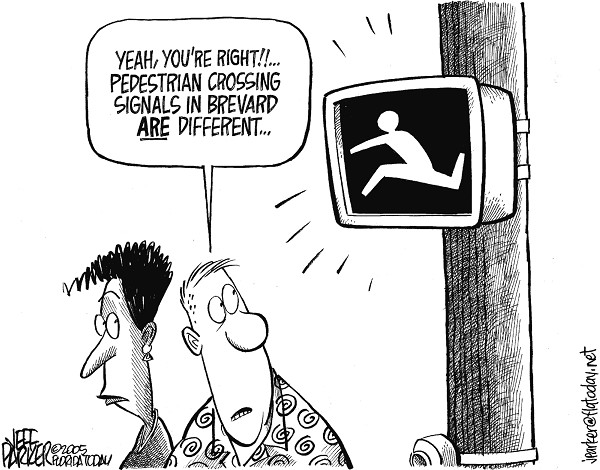 YEAH, YOU'RE RIGHT!!...
PEDESTRIAN CROSSING
SIGNALS IN BREVARD
ARE DIFFERENT...
JEFF
PARKER ©2005
FLORIDA TODAY
jparker@flatoday.net